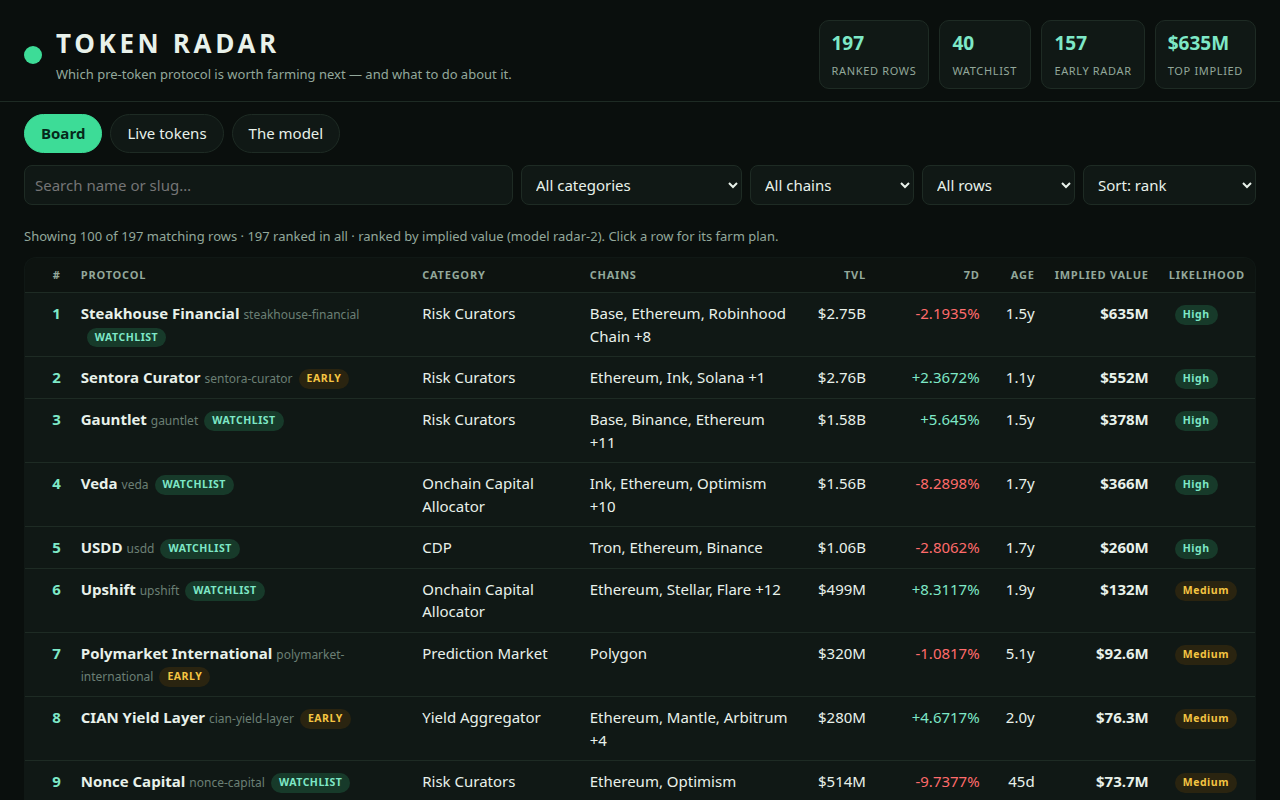 TOKEN RADAR
Which pre-token protocol is worth farming next — and what to do about it.
197
RANKED ROWS
40
WATCHLIST
157
EARLY RADAR
$635M
TOP IMPLIED
Board
Live tokens
The model
Search name or slug...
All categories
All chains
All rows
Sort: rank
Showing 100 of 197 matching rows · 197 ranked in all · ranked by implied value (model radar-2). Click a row for its farm plan.
# PROTOCOL CATEGORY CHAINS TVL 7D AGE IMPLIED VALUE LIKELIHOOD
1 Steakhouse Financial steakhouse-financial Risk Curators Base, Ethereum, Robinhood $2.75B -2.1935% 1.5y $635M High
WATCHLIST Chain +8
2 Sentora Curator sentora-curator EARLY Risk Curators Ethereum, Ink, Solana +1 $2.76B +2.3672% 1.1y $552M High
3 Gauntlet gauntlet WATCHLIST Risk Curators Base, Binance, Ethereum $1.58B +5.645% 1.5y $378M High
+11
4 Veda veda WATCHLIST Onchain Capital Ink, Ethereum, Optimism $1.56B -8.2898% 1.7y $366M High
Allocator +10
5 USDD usdd WATCHLIST CDP Tron, Ethereum, Binance $1.06B -2.8062% 1.7y $260M High
6 Upshift upshift WATCHLIST Onchain Capital Ethereum, Stellar, Flare +12 $499M +8.3117% 1.9y $132M Medium
Allocator
7 Polymarket International polymarket- Prediction Market Polygon $320M -1.0817% 5.1y $92.6M Medium
international EARLY
8 CIAN Yield Layer cian-yield-layer EARLY Yield Aggregator Ethereum, Mantle, Arbitrum $280M +4.6717% 2.0y $76.3M Medium
+4
9 Nonce Capital nonce-capital WATCHLIST Risk Curators Ethereum, Optimism $514M -9.7377% 45d $73.7M Medium